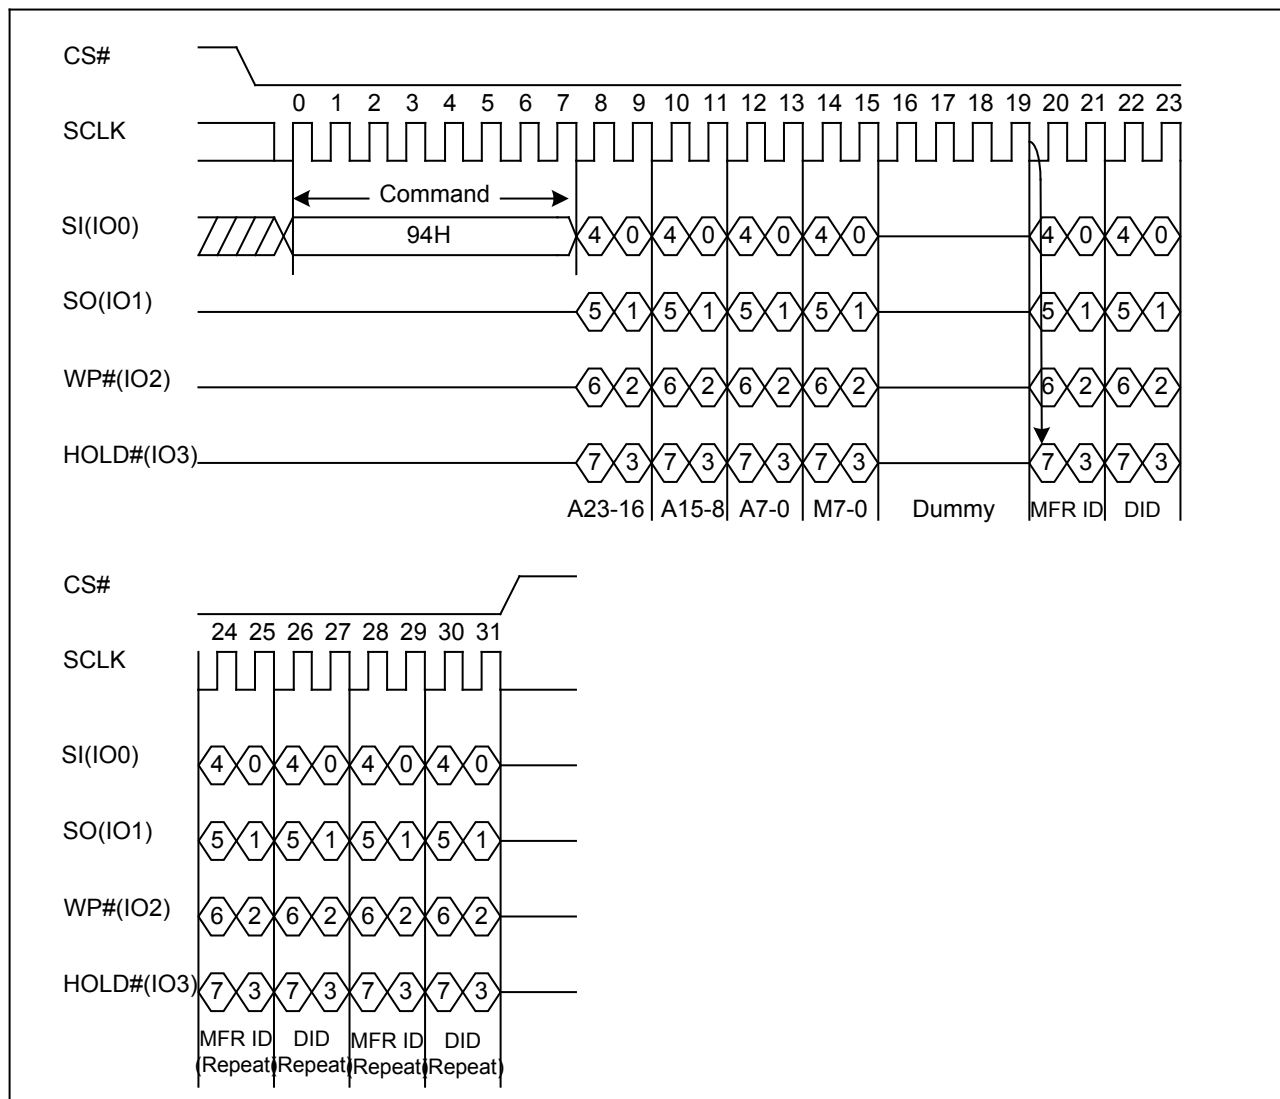 CS#
0 1 2 3 4 5 6 7 8 9 10 11 12 13 14 15 16 17 18 19 20 21 22 23
SCLK
Command
SI(IO0) 94H 4 0 4 0 4 0 4 0 4 0 4 0
SO(IO1) 5 1 5 1 5 1 5 1 5 1 5 1
WP#(IO2) 6 2 6 2 6 2 6 2 6 2 6 2
HOLD#(IO3) 7 3 7 3 7 3 7 3 7 3 7 3
A23-16 A15-8 A7-0 M7-0 Dummy MFR ID DID
CS#
24 25 26 27 28 29 30 31
SCLK
SI(IO0) 4 0 4 0 4 0 4 0
SO(IO1) 5 1 5 1 5 1 5 1
WP#(IO2) 6 2 6 2 6 2 6 2
HOLD#(IO3) 7 3 7 3 7 3 7 3
MFR ID DID MFR ID DID
(Repeat) (Repeat) (Repeat) (Repeat)